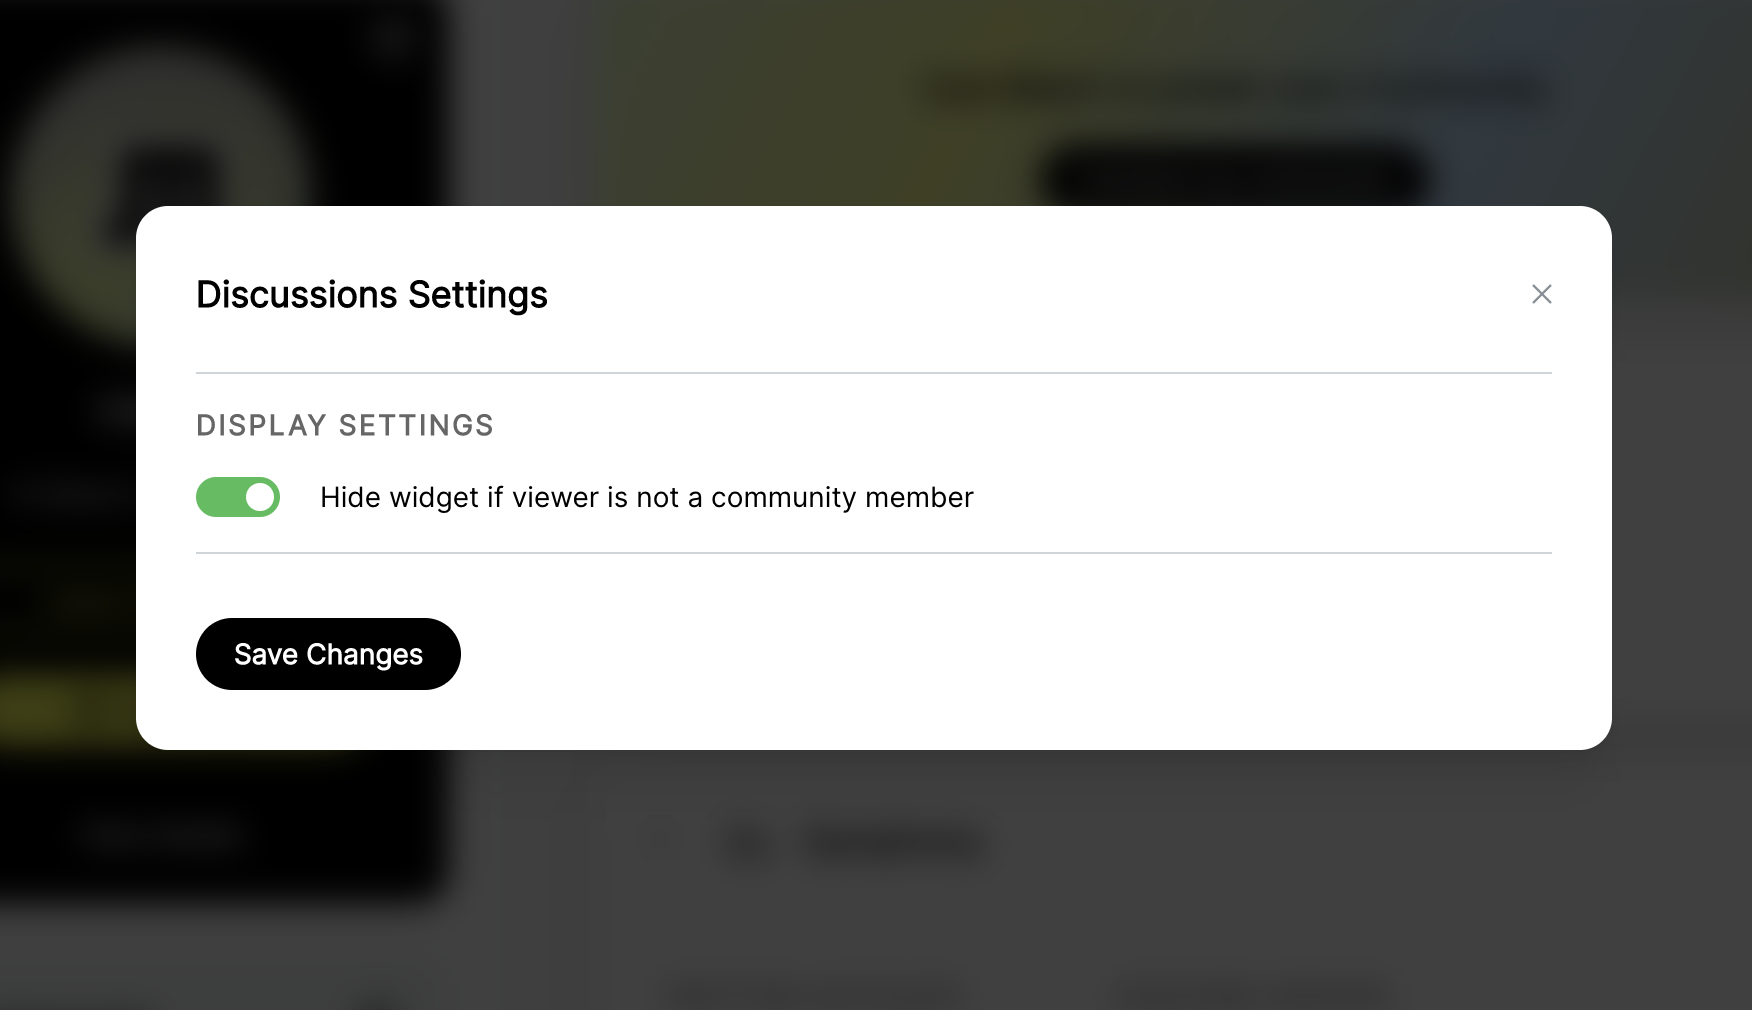 Discussions Settings
DISPLAY SETTINGS
Hide widget if viewer is not a community member
Save Changes